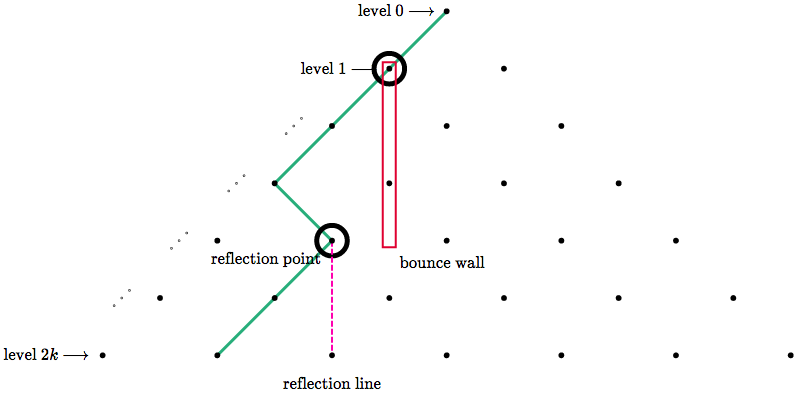 level 0
level 1
reflection point
bounce wall
level 2k
reflection line